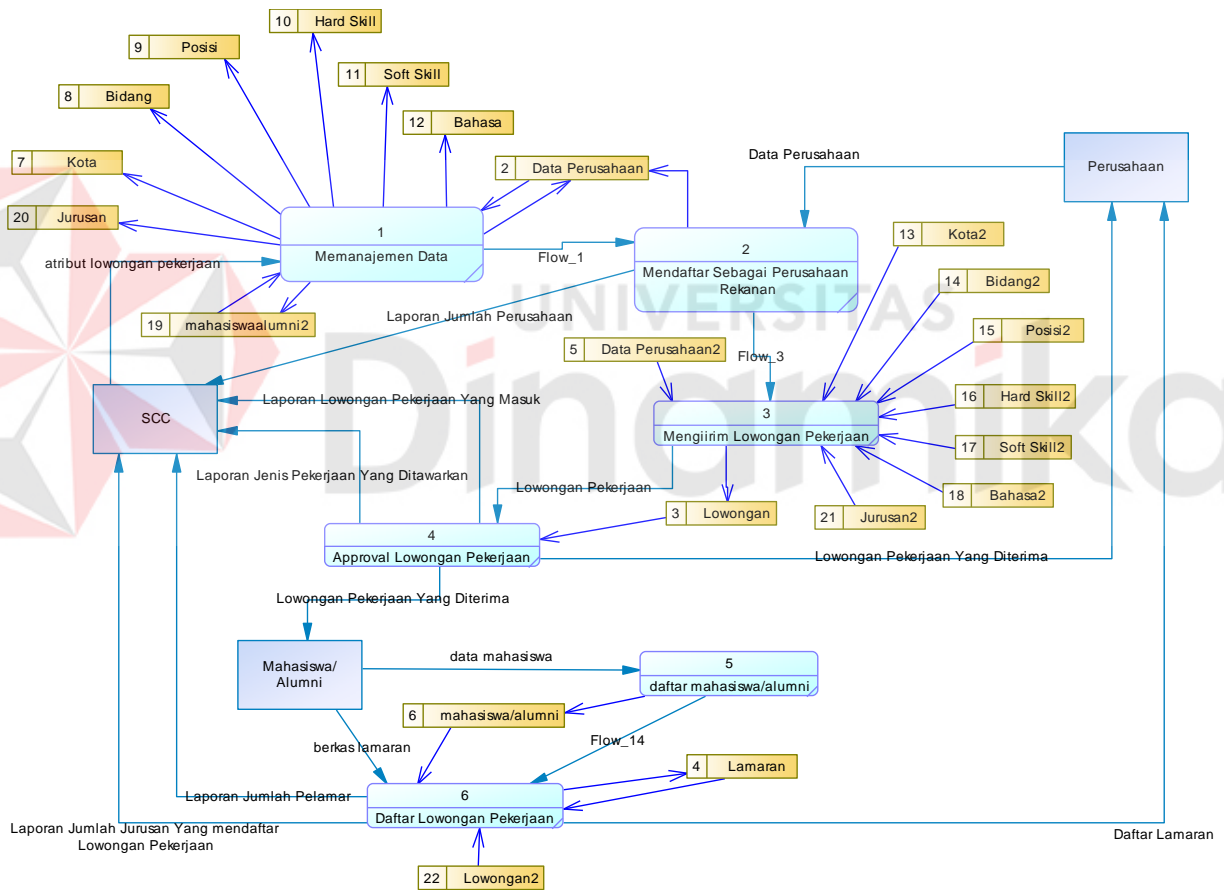 10 Hard Skill
9 Posisi
11 Soft Skill
8 Bidang
12 Bahasa
7 Kota
2 Data Perusahaan
Data Perusahaan
Perusahaan
20 Jurusan
1
Memanajemen Data
Flow_1
2
Mendaftar Sebagai Perusahaan
Rekanan
13 Kota2
atribut lowongan pekerjaan
14 Bidang2
19 mahasiswaalumni2
Laporan Jumlah Perusahaan
UNIVERSITAS
Dinamika
15 Posisi2
5 Data Perusahaan2
Flow_3
SCC
Laporan Lowongan Pekerjaan Yang Masuk
16 Hard Skill2
3
Mengiirim Lowongan Pekerjaan
17 Soft Skill2
Laporan Jenis Pekerjaan Yang Ditawarkan
Lowongan Pekerjaan
18 Bahasa2
3 Lowongan
21 Jurusan2
4
Approval Lowongan Pekerjaan
Lowongan Pekerjaan Yang Diterima
Lowongan Pekerjaan Yang Diterima
Mahasiswa/
Alumni
data mahasiswa
5
daftar mahasiswa/alumni
6 mahasiswa/alumni
berkas lamaran
Flow_14
4 Lamaran
Laporan Jumlah Pelamar
6
Daftar Lowongan Pekerjaan
Laporan Jumlah Jurusan Yang mendaftar
Lowongan Pekerjaan
Daftar Lamaran
22 Lowongan2